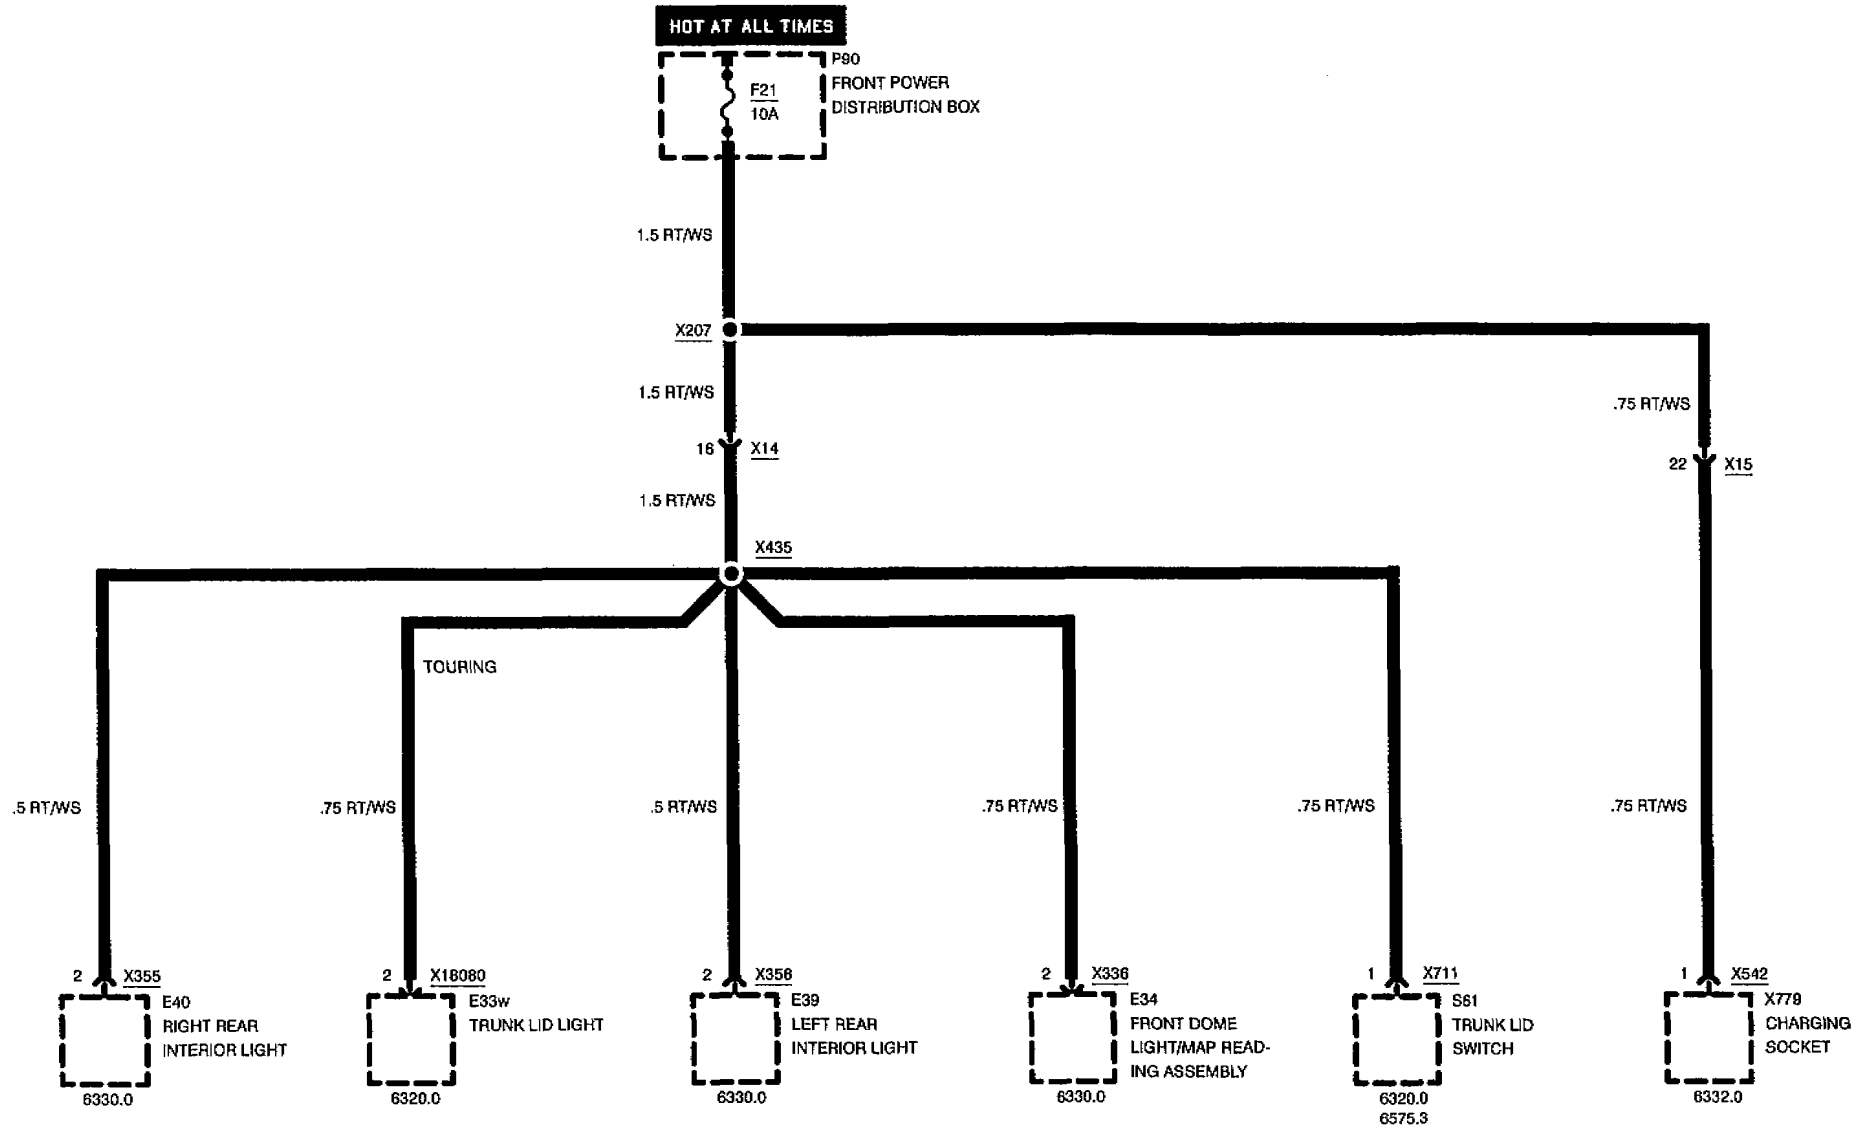 HOT AT ALL TIMES
P90
FRONT POWER
DISTRIBUTION BOX
F21
10A
1.5 RT/WS
X207
1.5 RT/WS
.75 RT/WS
16 X14
22 X15
1.5 RT/WS
X435
TOURING
.5 RT/WS
.75 RT/WS
.5 RT/WS
.75 RT/WS
.75 RT/WS
.75 RT/WS
2 X355
E40
RIGHT REAR
INTERIOR LIGHT
6330.0
2 X18080
E33w
TRUNK LID LIGHT
6320.0
2 X356
E39
LEFT REAR
INTERIOR LIGHT
6330.0
2 X336
E34
FRONT DOME
LIGHT/MAP READ-
ING ASSEMBLY
6330.0
1 X711
S61
TRUNK LID
SWITCH
6320.0
6575.3
1 X542
X779
CHARGING
SOCKET
6332.0